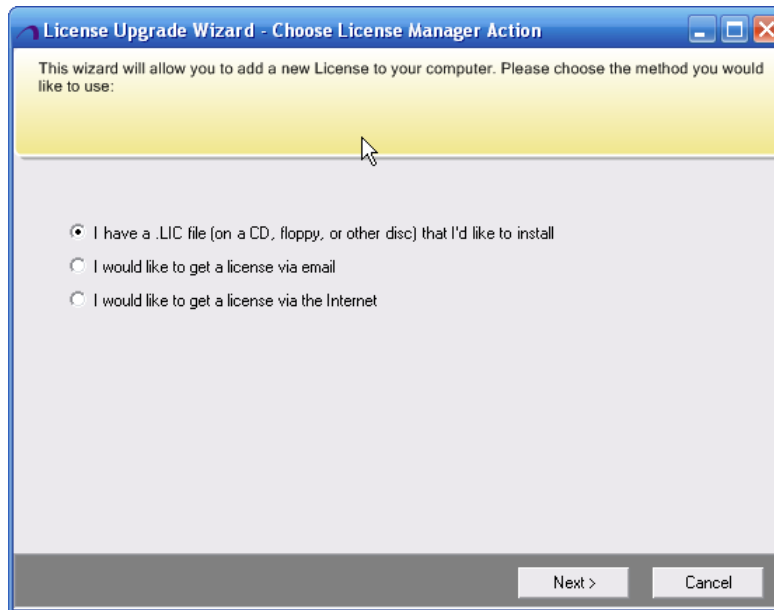 License Upgrade Wizard - Choose License Manager Action
This wizard will allow you to add a new License to your computer. Please choose the method you would
like to use:
I have a .LIC file (on a CD, floppy, or other disc) that I'd like to install
I would like to get a license via email
I would like to get a license via the Internet
Next >
Cancel